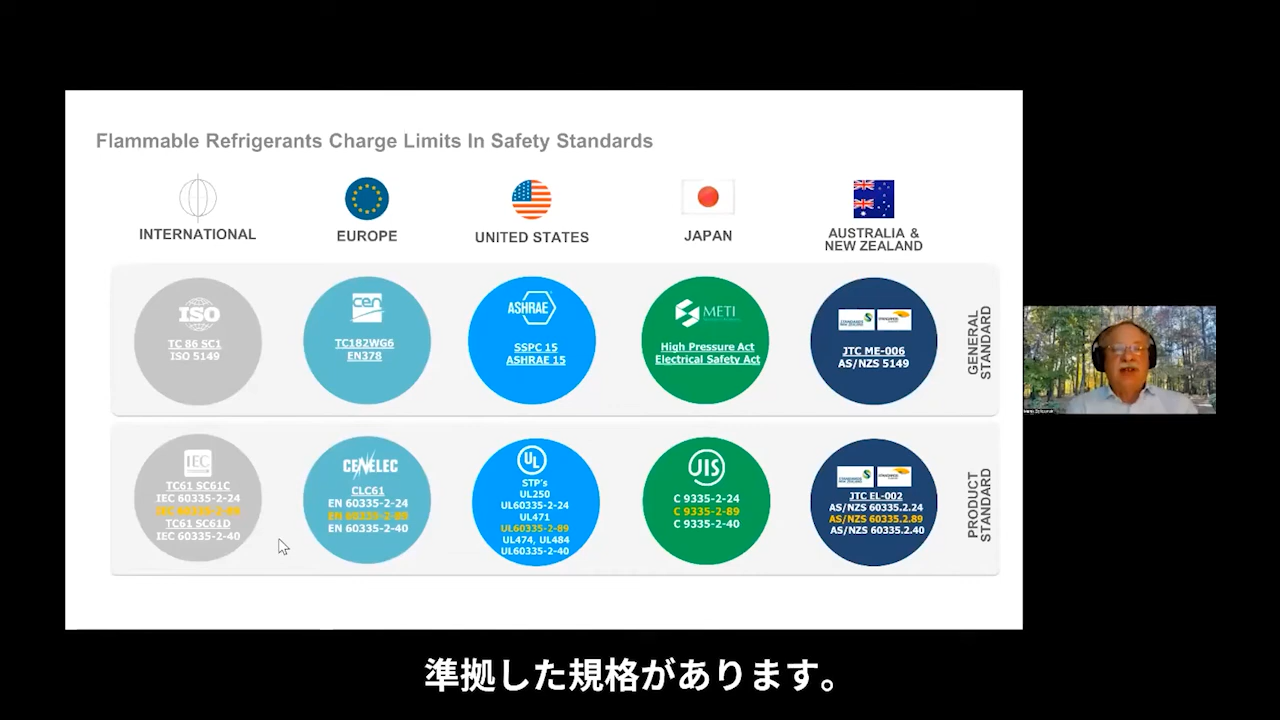 Flammable Refrigerants Charge Limits In Safety Standards
INTERNATIONAL
EUROPE
UNITED STATES
JAPAN
AUSTRALIA &
NEW ZEALAND
ISO
TC 86 SC1
ISO 5149
cen
TC182WG6
EN378
ASHRAE
SSPC 15
ASHRAE 15
METI
High Pressure Act
Electrical Safety Act
JTC ME-006
AS/NZS 5149
GENERAL
STANDARD
IEC
TC61 SC61C
IEC 60335-2-24
TC61 SC61D
IEC 60335-2-40
CENELEC
CLC61
EN 60335-2-24
EN 60335-2-89
EN 60335-2-40
UL
STP's
UL250
UL60335-2-24
UL471
UL60335-2-89
UL474, UL484
UL60335-2-40
JIS
C 9335-2-24
C 9335-2-89
C 9335-2-40
JTC EL-002
AS/NZS 60335.2.24
AS/NZS 60335.2.89
AS/NZS 60335.2.40
PRODUCT
STANDARD
準拠した規格があります。